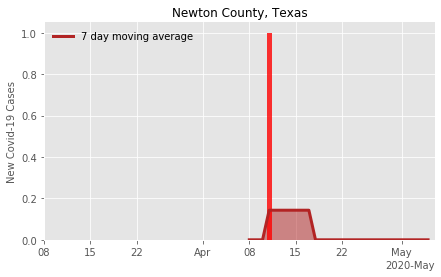 Newton County, Texas
7 day moving average
New Covid-19 Cases
1.0
0.8
0.6
0.4
0.2
0.0
08 15 22 Apr 08 15 22 May
2020-May